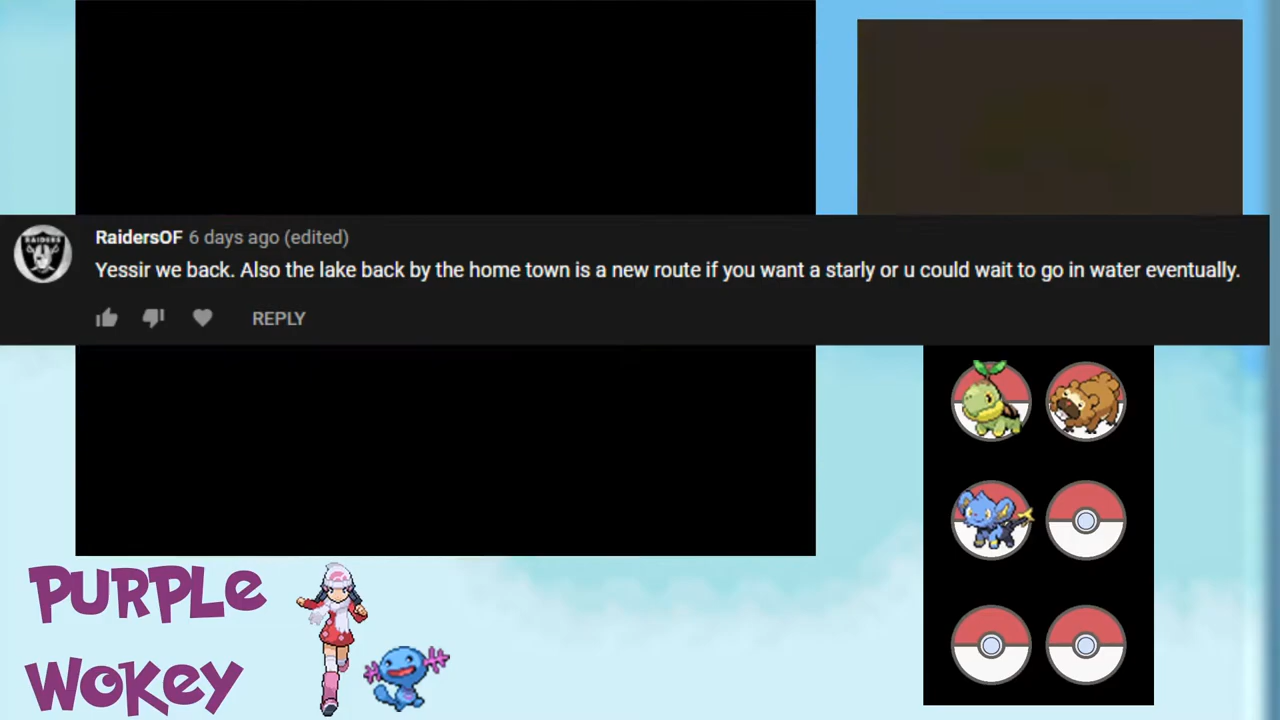 RaidersOF 6 days ago (edited)
Yessir we back. Also the lake back by the home town is a new route if you want a starly or u could wait to go in water eventually.
REPLY
PURPLE
WOKEY
RAIDERS